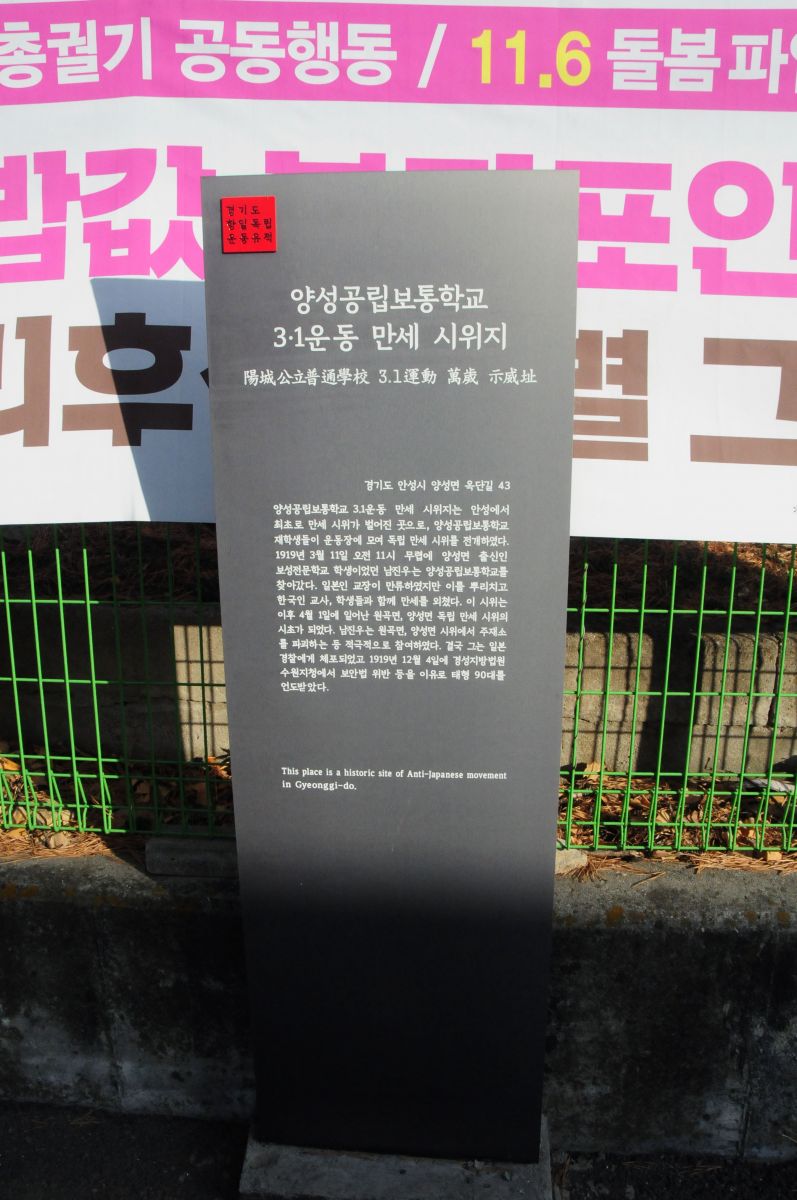 총궐기 공동행동 / 11.6 돌봄파
밥값
포인
리후
별 그
경기도
항일독립
운동유적
양성공립보통학교
3·1운동 만세 시위지
陽城公立普通學校 3.1運動 萬歲 示威址
경기도 안성시 양성면 옥단길 43
양성공립보통학교 3.1운동 만세 시위지는 안성에서
최초로 만세 시위가 벌어진 곳으로, 양성공립보통학교
재학생들이 운동장에 모여 독립 만세 시위를 전개하였다.
1919년 3월 11일 오전 11시 무렵에 양성면 출신인
보성전문학교 학생이었던 남진우는 양성공립보통학교를
찾아갔다. 일본인 교장이 만류하였지만 이를 뿌리치고
한국인 교사, 학생들과 함께 만세를 외쳤다. 이 시위는
이후 4월 1일에 일어난 원곡면, 양성면 독립 만세 시위의
시초가 되었다. 남진우는 원곡면, 양성면 시위에서 주재소
를 파괴하는 등 적극적으로 참여하였다. 결국 그는 일본
경찰에게 체포되었고 1919년 12월 4일에 경성지방법원
수원지청에서 보안법 위반 등을 이유로 태형 90대를
언도받았다.
This place is a historic site of Anti-Japanese movement
in Gyeonggi-do.